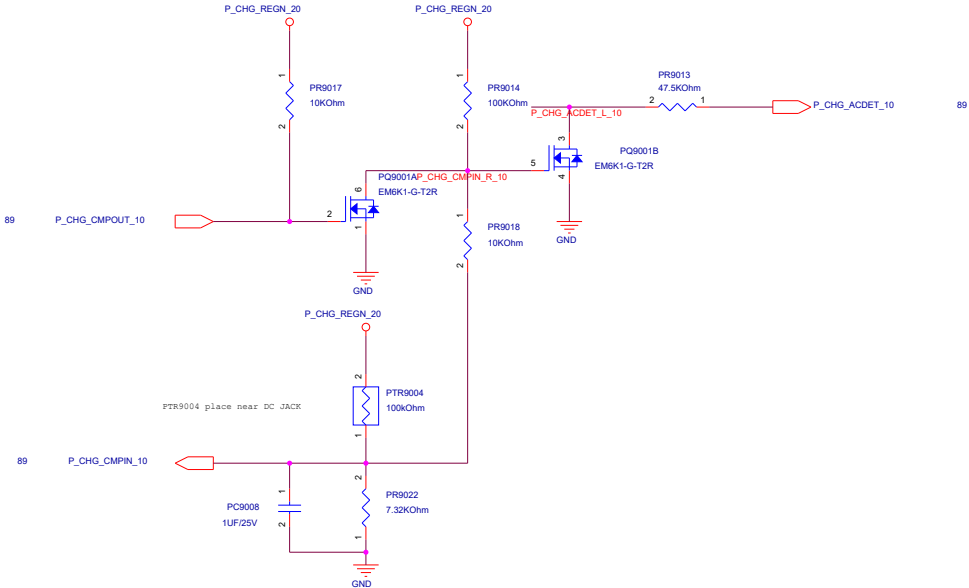 P_CHG_REGN_20
P_CHG_REGN_20
1
PR9017
10KOhm
2
1
PR9014
100KOhm
2
PR9013
47.5KOhm
2
1
P_CHG_ACDET_10
89
P_CHG_ACDET_L_10
3
5
4
PQ9001B
EM6K1-G-T2R
GND
PQ9001A
P_CHG_CMPIN_R_10
EM6K1-G-T2R
6
2
1
GND
89
P_CHG_CMPOUT_10
1
PR9018
10KOhm
2
P_CHG_REGN_20
2
PTR9004
100kOhm
1
PTR9004 place near DC JACK
89
P_CHG_CMPIN_10
1
PC9008
1UF/25V
2
2
PR9022
7.32KOhm
1
GND